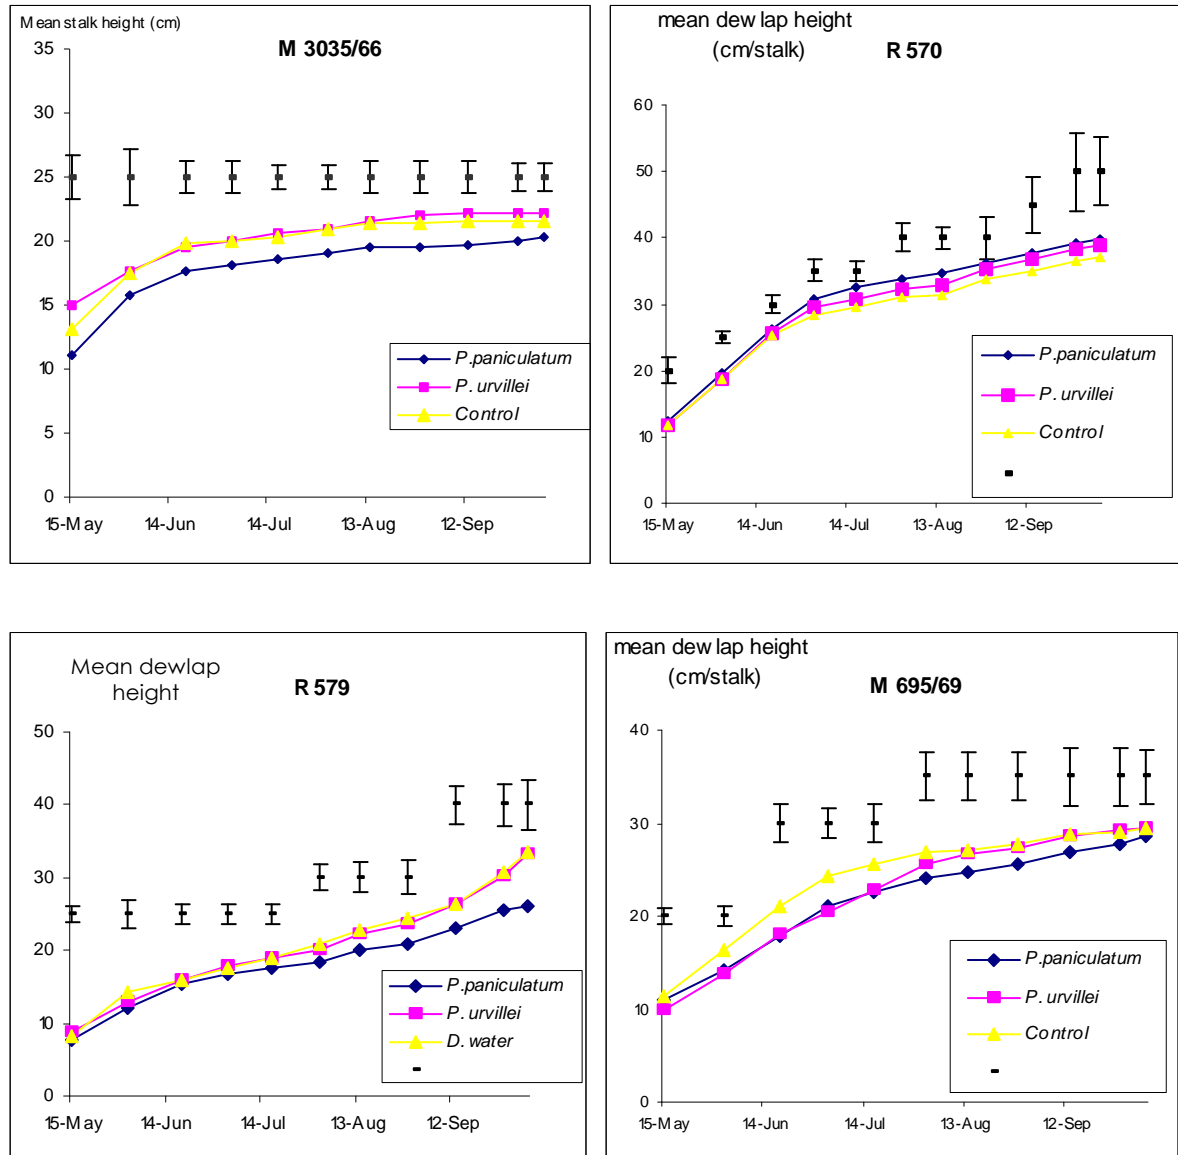 Mean stalk height (cm)
M 3035/66
35
30
25
20
15
10
5
0
15-May 14-Jun 14-Jul 13-Aug 12-Sep
P.paniculatum
P. urvillei
Control
mean dew lap height
(cm/stalk)
R 570
60
50
40
30
20
10
0
15-May 14-Jun 14-Jul 13-Aug 12-Sep
P.paniculatum
P. urvillei
Control
Mean dewlap
height
R 579
50
40
30
20
10
0
15-May 14-Jun 14-Jul 13-Aug 12-Sep
P.paniculatum
P. urvillei
D. water
mean dew lap height
(cm/stalk)
M 695/69
40
30
20
10
0
15-May 14-Jun 14-Jul 13-Aug 12-Sep
P.paniculatum
P. urvillei
Control